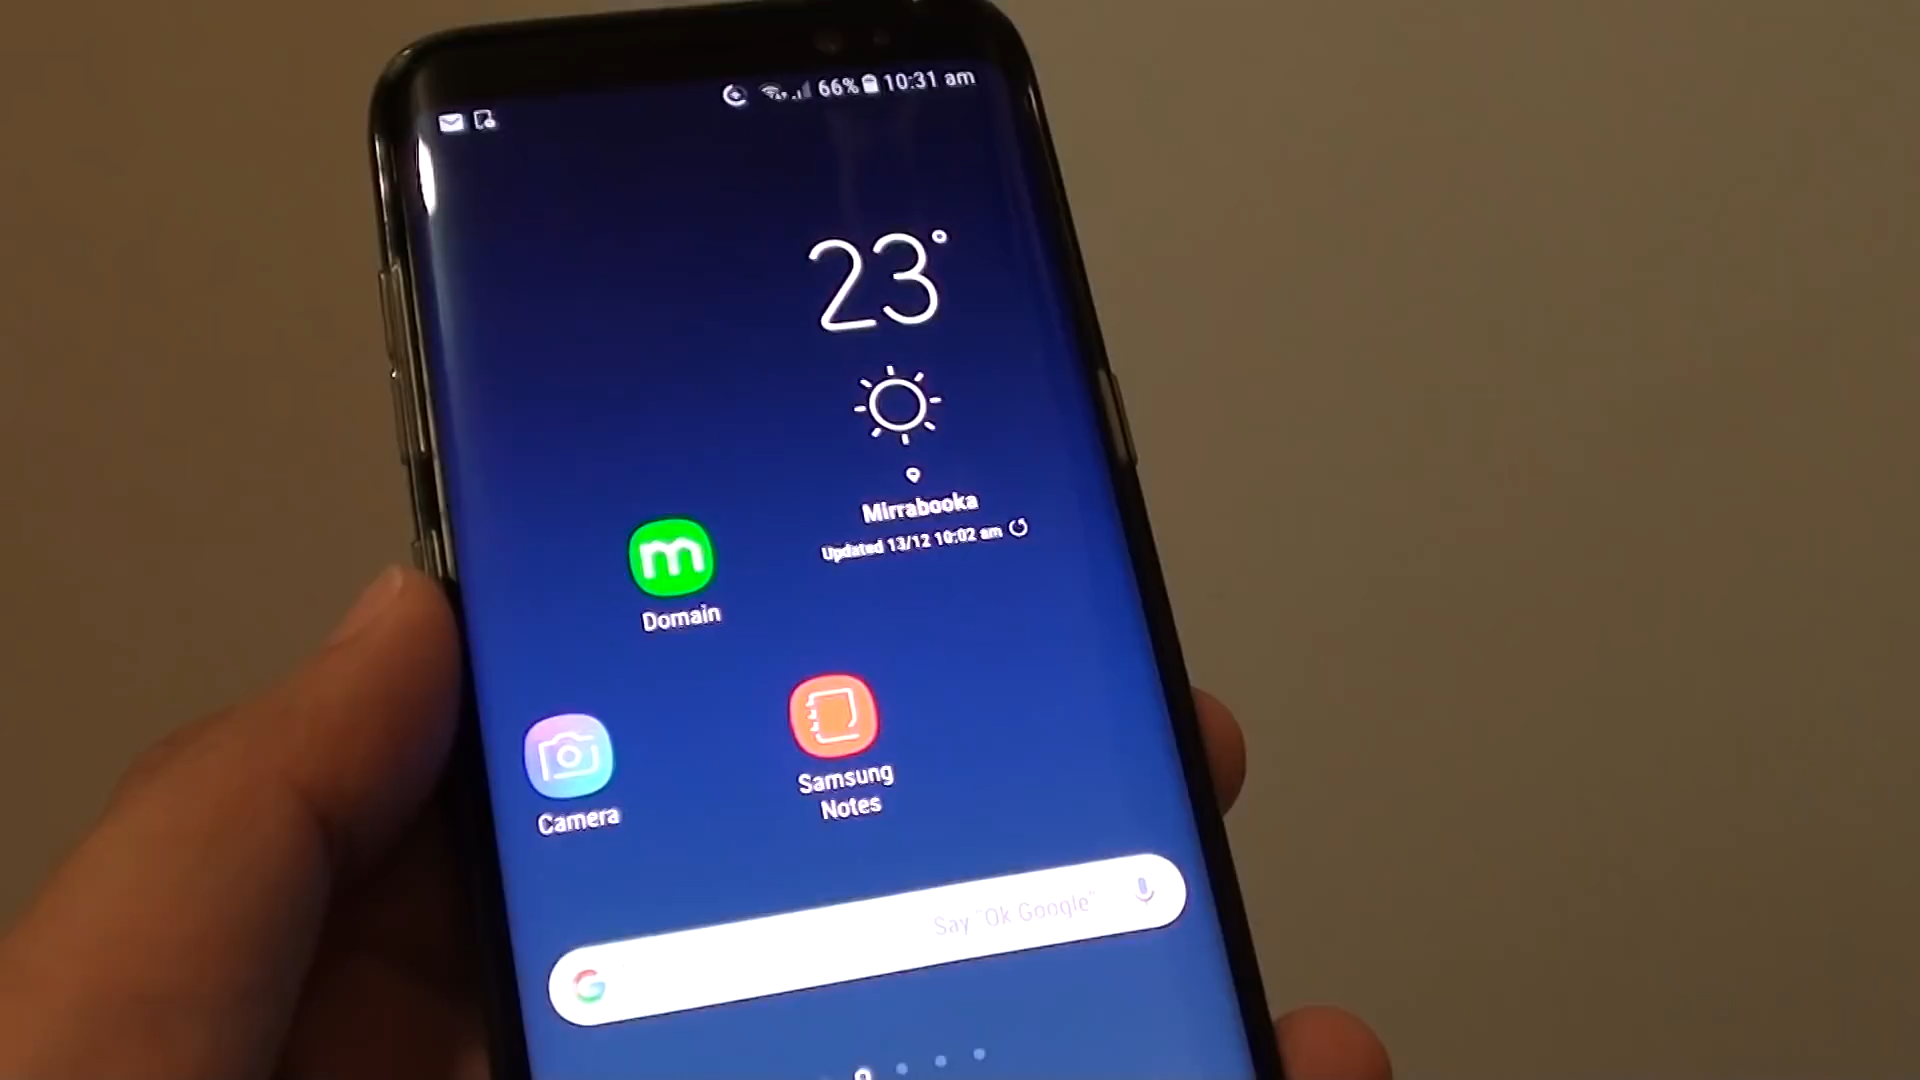 66% 10:31 am
23°
Mirrabooka
Updated 13/12 10:02 am
m
Domain
Samsung
Notes
Camera
G Say "Ok Google"